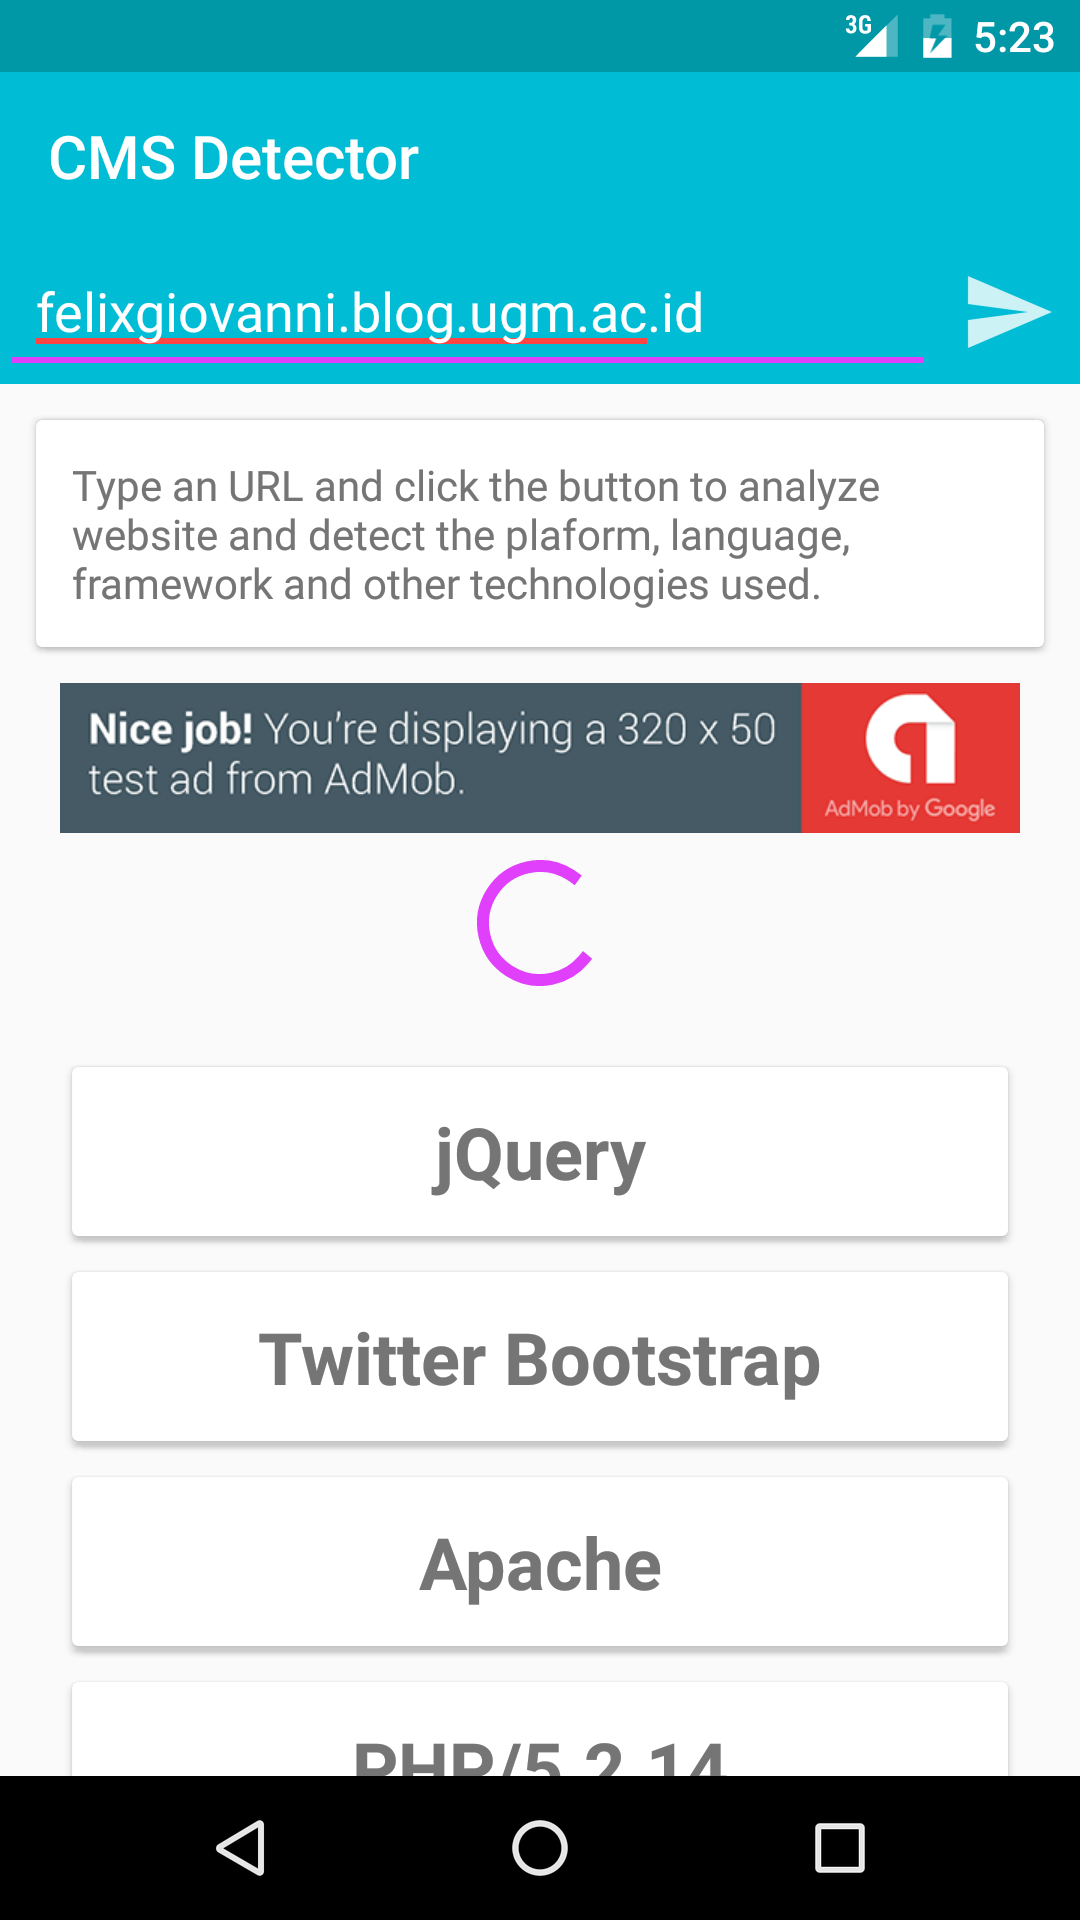 3G 5:23
CMS Detector
felixgiovanni.blog.ugm.ac.id
Type an URL and click the button to analyze
website and detect the plaform, language,
framework and other technologies used.
Nice job! You're displaying a 320 x 50
test ad from AdMob.
AdMob by Google
jQuery
Twitter Bootstrap
Apache
PHP/5.2.14